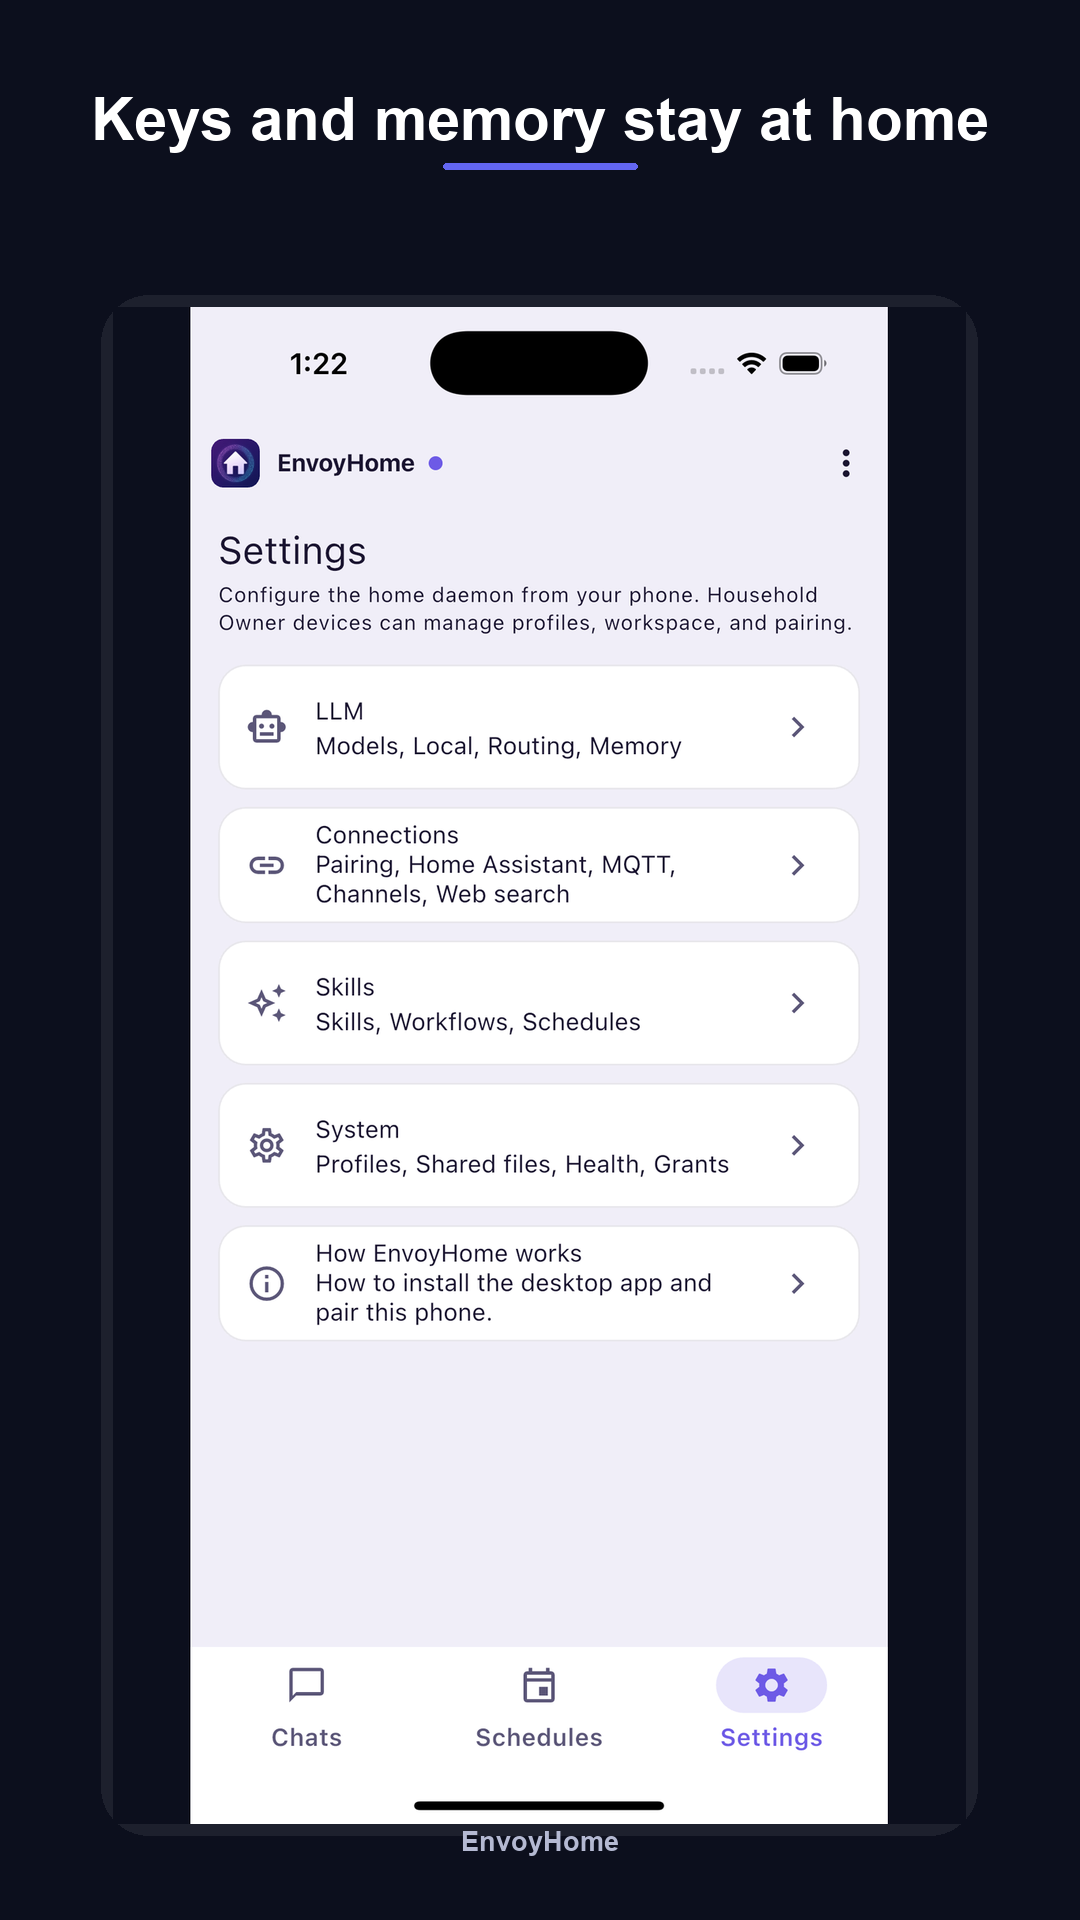 Keys and memory stay at home
1:22
EnvoyHome
Settings
Configure the home daemon from your phone. Household
Owner devices can manage profiles, workspace, and pairing.
LLM
Models, Local, Routing, Memory
Connections
Pairing, Home Assistant, MQTT,
Channels, Web search
Skills
Skills, Workflows, Schedules
System
Profiles, Shared files, Health, Grants
How EnvoyHome works
How to install the desktop app and
pair this phone.
Chats
Schedules
Settings
EnvoyHome